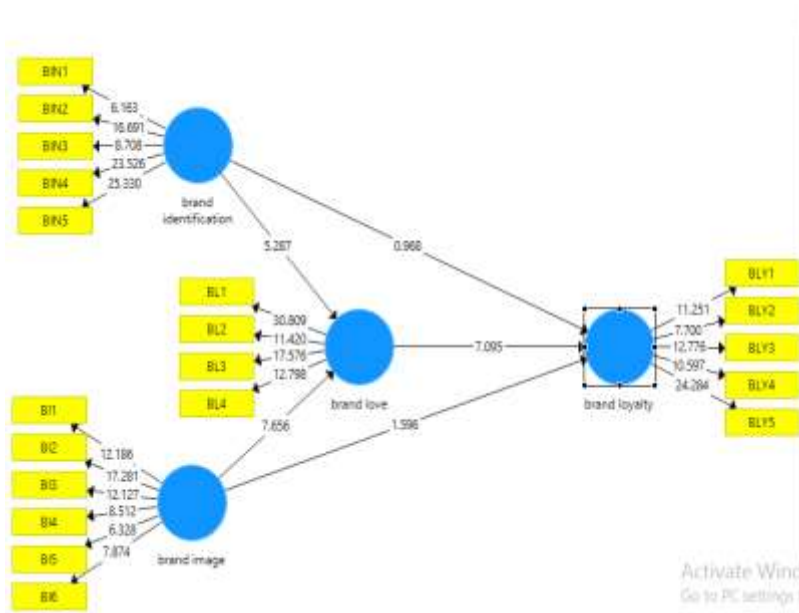 BIN1
BIN2
BIN3
BIN4
BIN5
6.163
16.691
8.708
23.526
25.330
brand
identification
5.287
0.968
BL1
BL2
BL3
BL4
30.809
11.420
17.576
12.798
brand love
7.095
BLY1
BLY2
BLY3
BLY4
BLY5
11.251
7.700
12.776
10.597
24.284
brand loyalty
7.656
1.596
BI1
BI2
BI3
BI4
BI5
BI6
12.186
17.281
12.127
8.512
6.328
7.874
brand image
Activate Winc
Go to PC settings